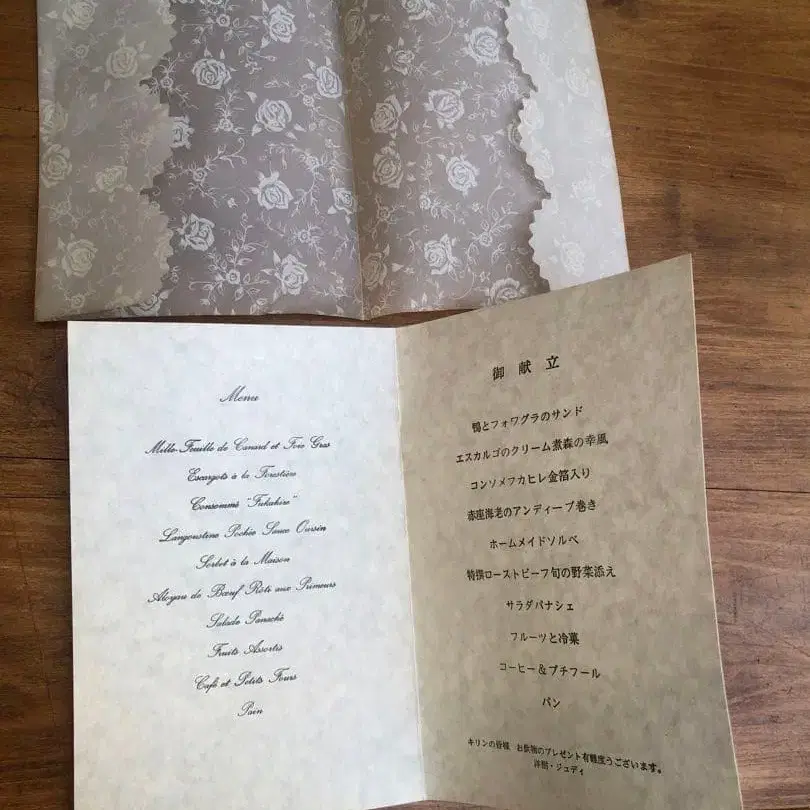 Menu
Mille-Feuille de Canard et Foie Gras
Escargots à la Forestière
Consommé "Fukahire"
Langoustine Pochée Sauce Oursin
Sorbet à la Maison
Aloyau de Bœuf Rôti aux Primeurs
Salade Panaché
Fruits Assortis
Café et Petits Fours
Pain
御献立
鴨とフォワグラのサンド
エスカルゴのクリーム煮森の幸風
コンソメフカヒレ金箔入り
赤座海老のアンディーブ巻き
ホームメイドソルベ
特撰ローストビーフ旬の野菜添え
サラダパナシェ
フルーツと冷菓
コーヒー&プチフール
パン
キリンの皆様 お飲物のプレゼント有難度うございます。
洋樹・ジュディ